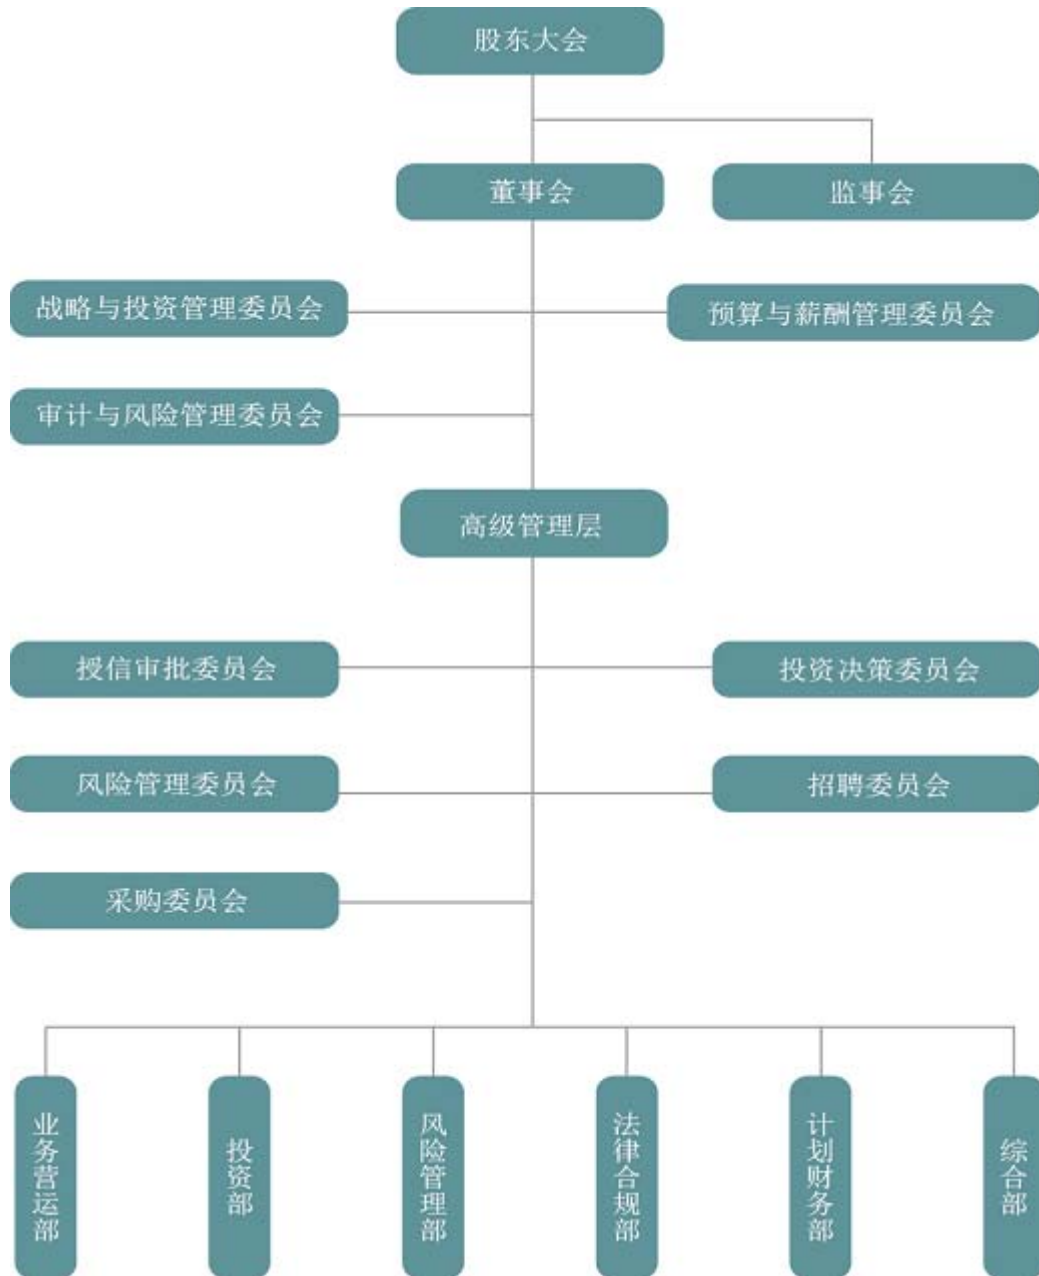 股东大会
董事会
监事会
战略与投资管理委员会
预算与薪酬管理委员会
审计与风险管理委员会
高级管理层
授信审批委员会
投资决策委员会
风险管理委员会
招聘委员会
采购委员会
业务营运部
投资部
风险管理部
法律合规部
计划财务部
综合部